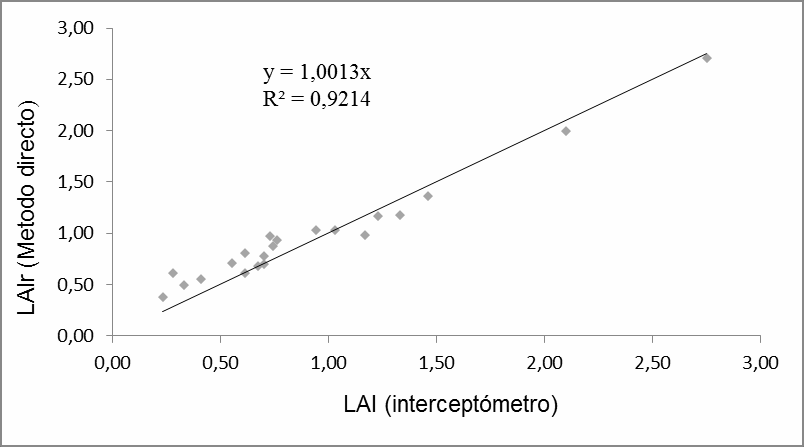 3,00
2,50
2,00
1,50
1,00
0,50
0,00
y = 1,0013x
R² = 0,9214
LAIr (Metodo directo)
0,00 0,50 1,00 1,50 2,00 2,50 3,00
LAI (interceptómetro)